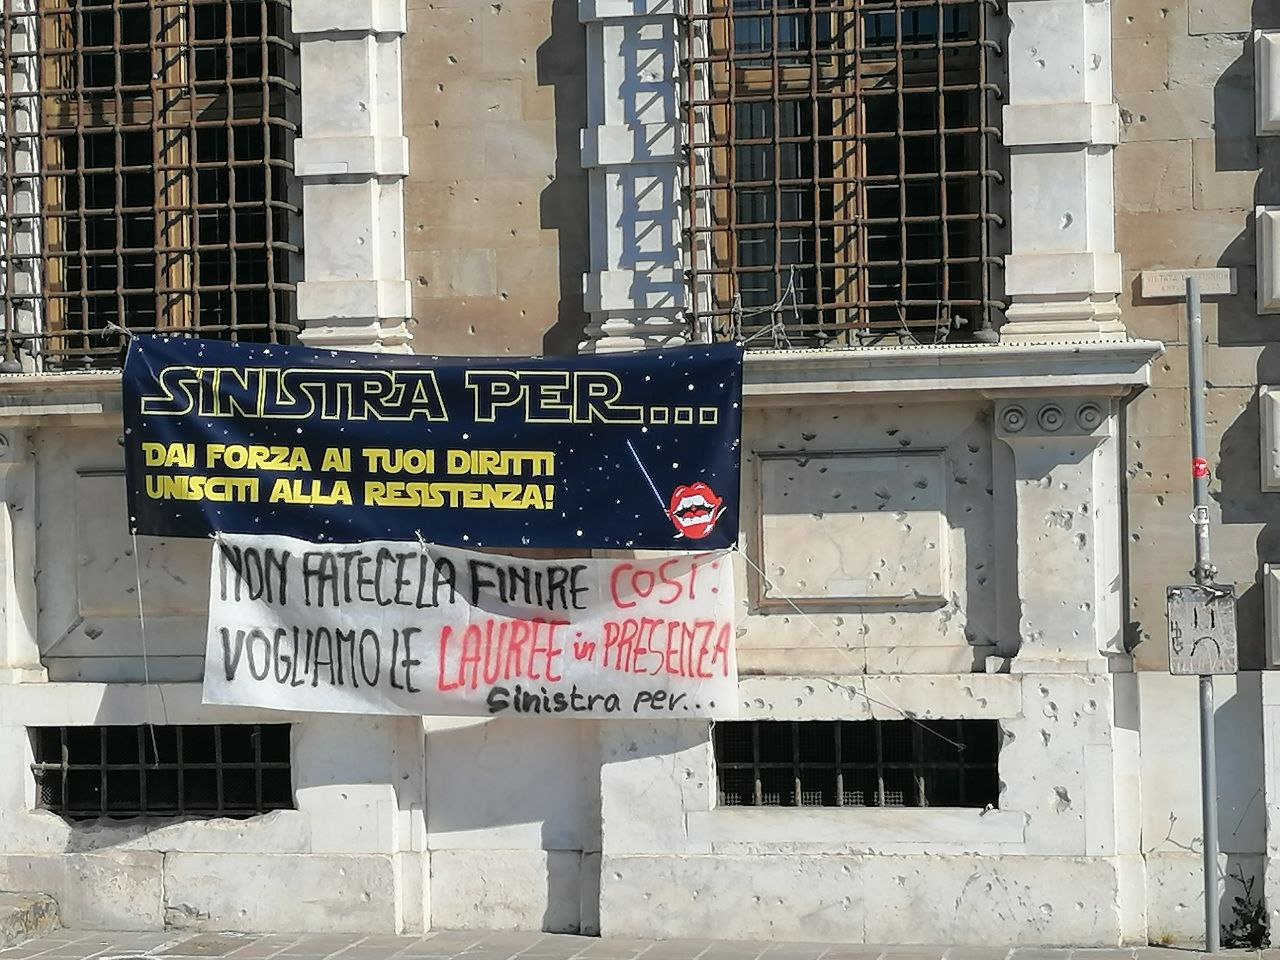 SINISTRA PER....
DAI FORZA AI TUOI DIRITTI
UNISCITI ALLA RESISTENZA!
NON FATECELA FINIRE COSÌ:
VOGLIAMO LE LAUREE in PRESENZA
Sinistra per...